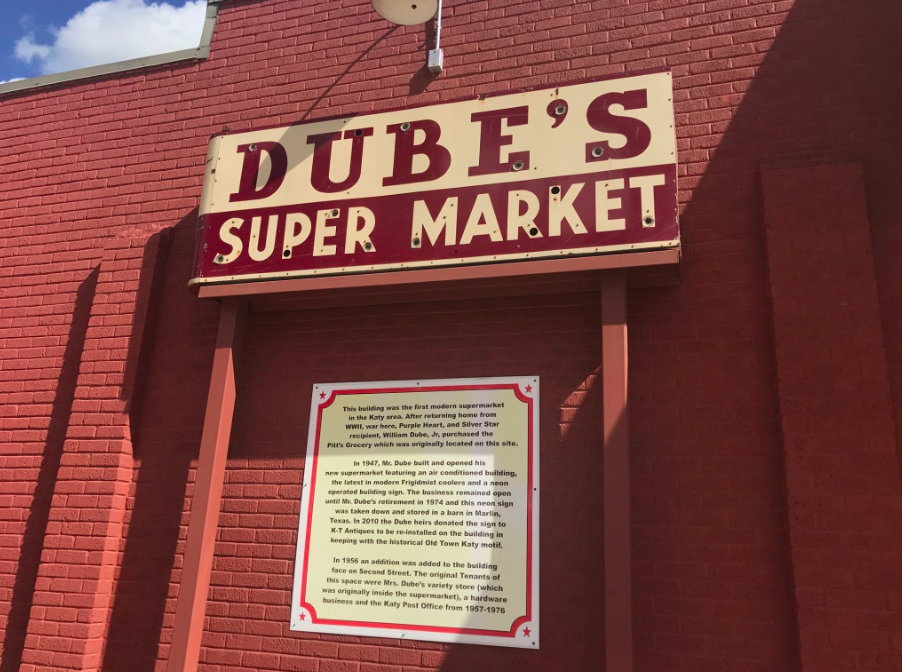 DUBE'S
SUPER MARKET
This building was the first modern supermarket
in the Katy area. After returning home from
WWII, war hero, Purple Heart, and Silver Star
recipient, William Dube, Jr, purchased the
Pitt's Grocery which was originally located on this site.
In 1947, Mr. Dube built and opened his
new supermarket featuring an air conditioned building,
the latest in modern Frigidmist coolers and a neon
operated building sign. The business remained open
until Mr. Dube's retirement in 1974 and this neon sign
was taken down and stored in a barn in Marlin,
Texas. In 2010 the Dube heirs donated the sign to
K-T Antiques to be re-installed on the building in
keeping with the historical Old Town Katy motif.
In 1956 an addition was added to the building
face on Second Street. The original Tenants of
this space were Mrs. Dube's variety store (which
was originally inside the supermarket), a hardware
business and the Katy Post Office from 1957-1976